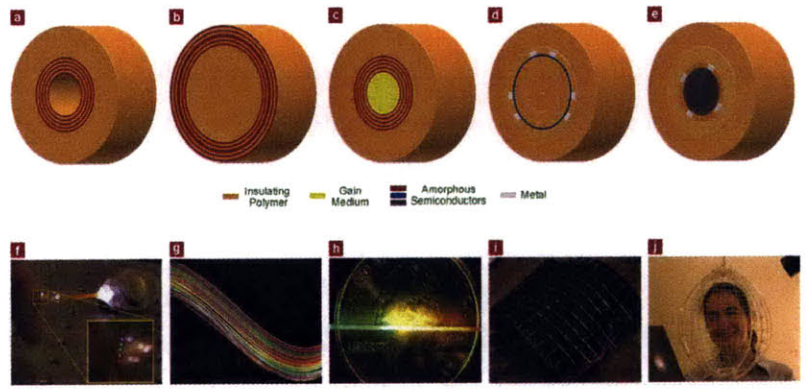 a b c d e
Insulating Polymer Gain Medium Amorphous Semiconductors Metal
f g h i j